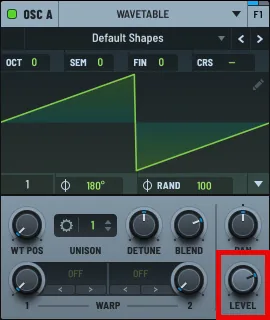 OSC A WAVETABLE F1
Default Shapes < >
OCT 0 SEM 0 FIN 0 CRS --
1 180° RAND 100
1
WT POS UNISON DETUNE BLEND PAN
OFF OFF
< > < >
1 WARP 2 LEVEL